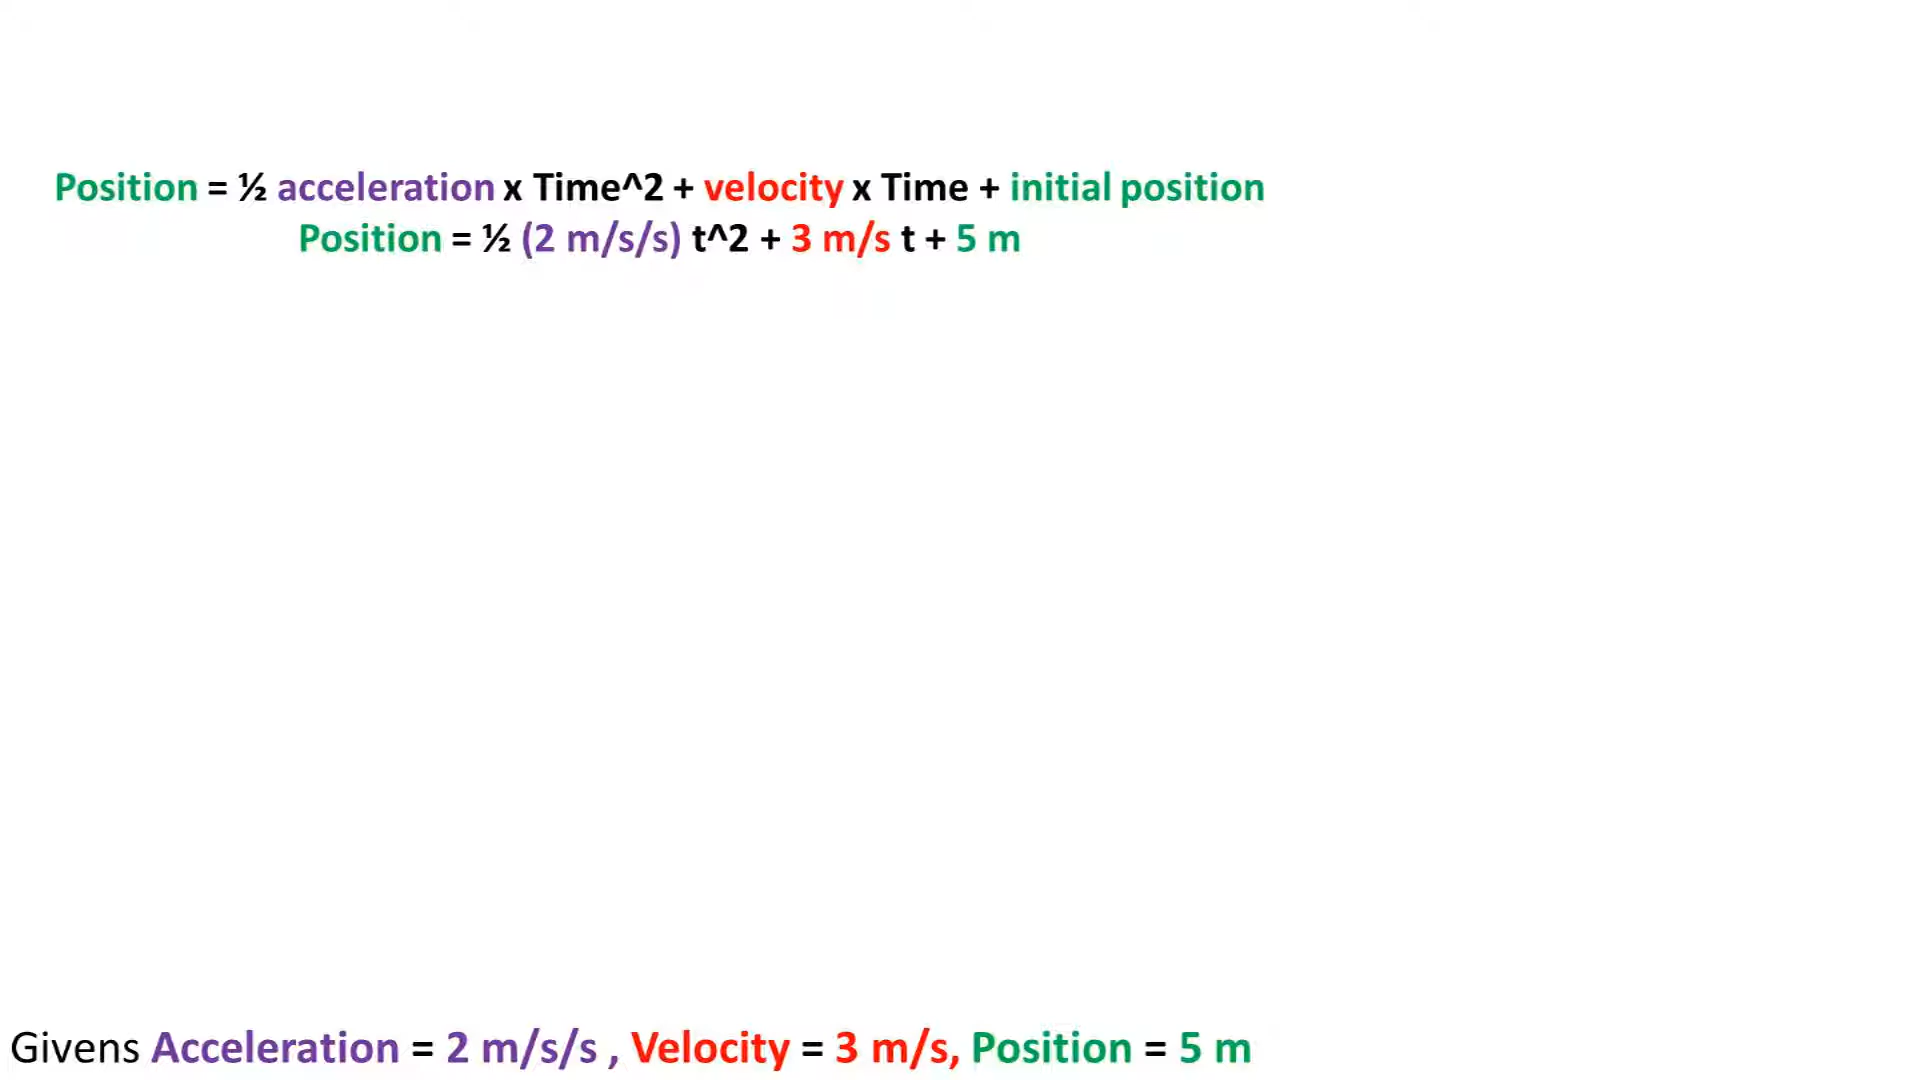 Position = ½ acceleration x Time^2 + velocity x Time + initial position
Position = ½ (2 m/s/s) t^2 + 3 m/s t + 5 m
Givens Acceleration = 2 m/s/s , Velocity = 3 m/s, Position = 5 m